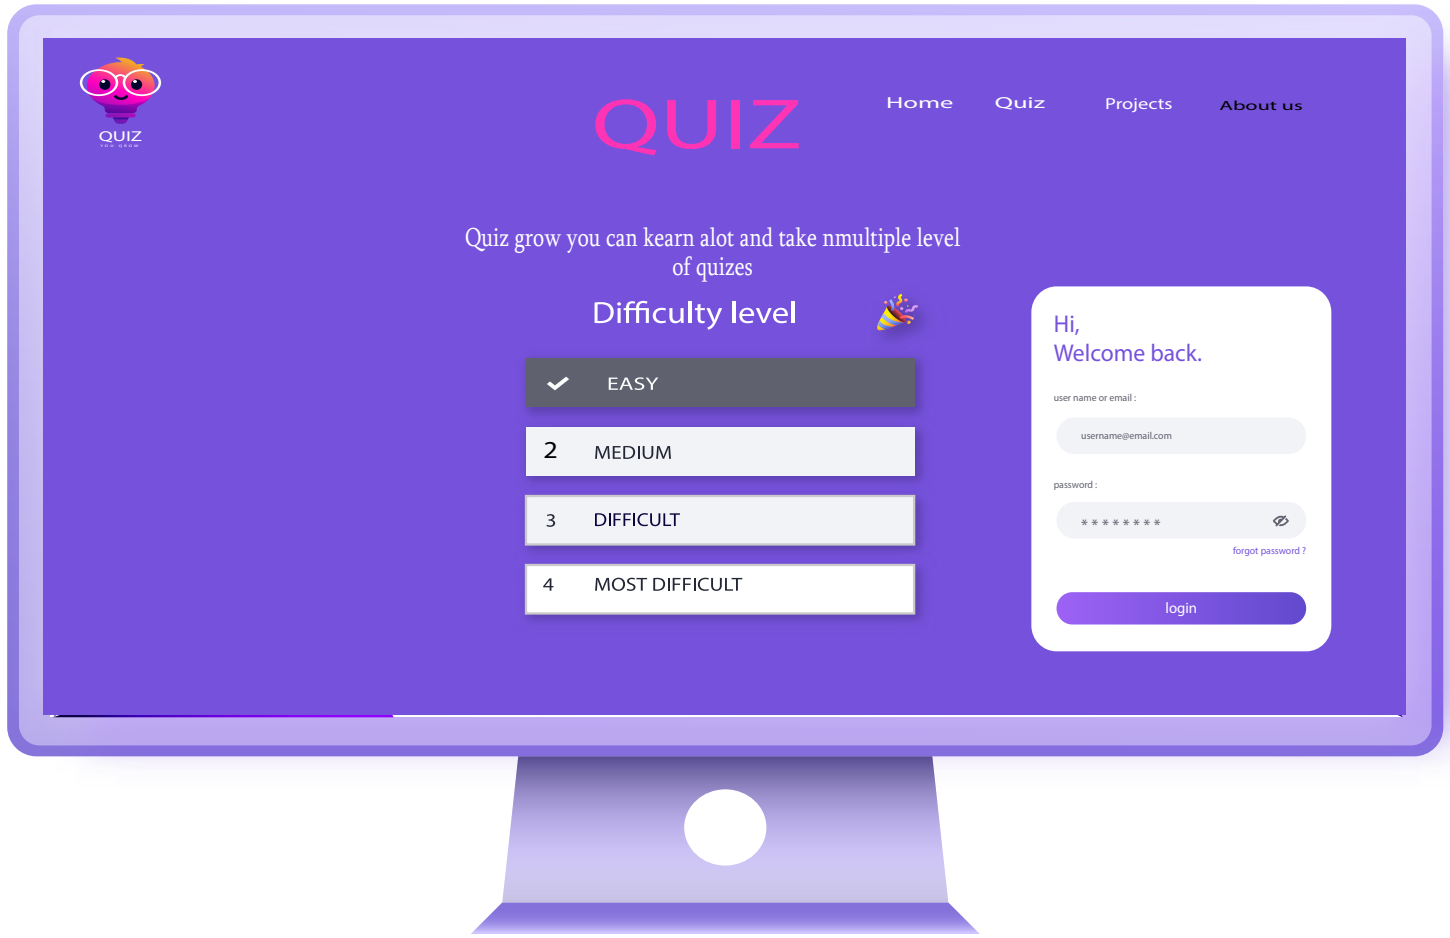 QUIZ
YOU GROW
QUIZ
Home
Quiz
Projects
About us
Quiz grow you can kearn alot and take nmultiple level
of quizes
Difficulty level
EASY
2 MEDIUM
3 DIFFICULT
4 MOST DIFFICULT
Hi,
Welcome back.
user name or email :
username@email.com
password :
********
forgot password ?
login